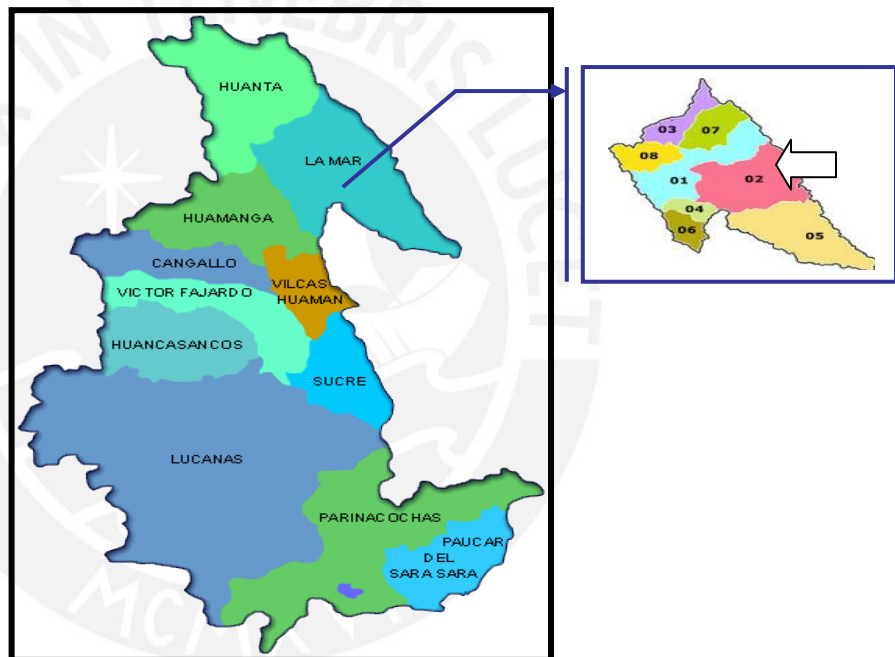 HUANTA
LA MAR
HUAMANGA
CANGALLO
VILCAS
HUAMAN
VICTOR FAJARDO
HUANCASANCOS
SUCRE
LUCANAS
PARINACOCHAS
PAUCAR
DEL
SARA SARA
03
07
08
01
02
04
06
05